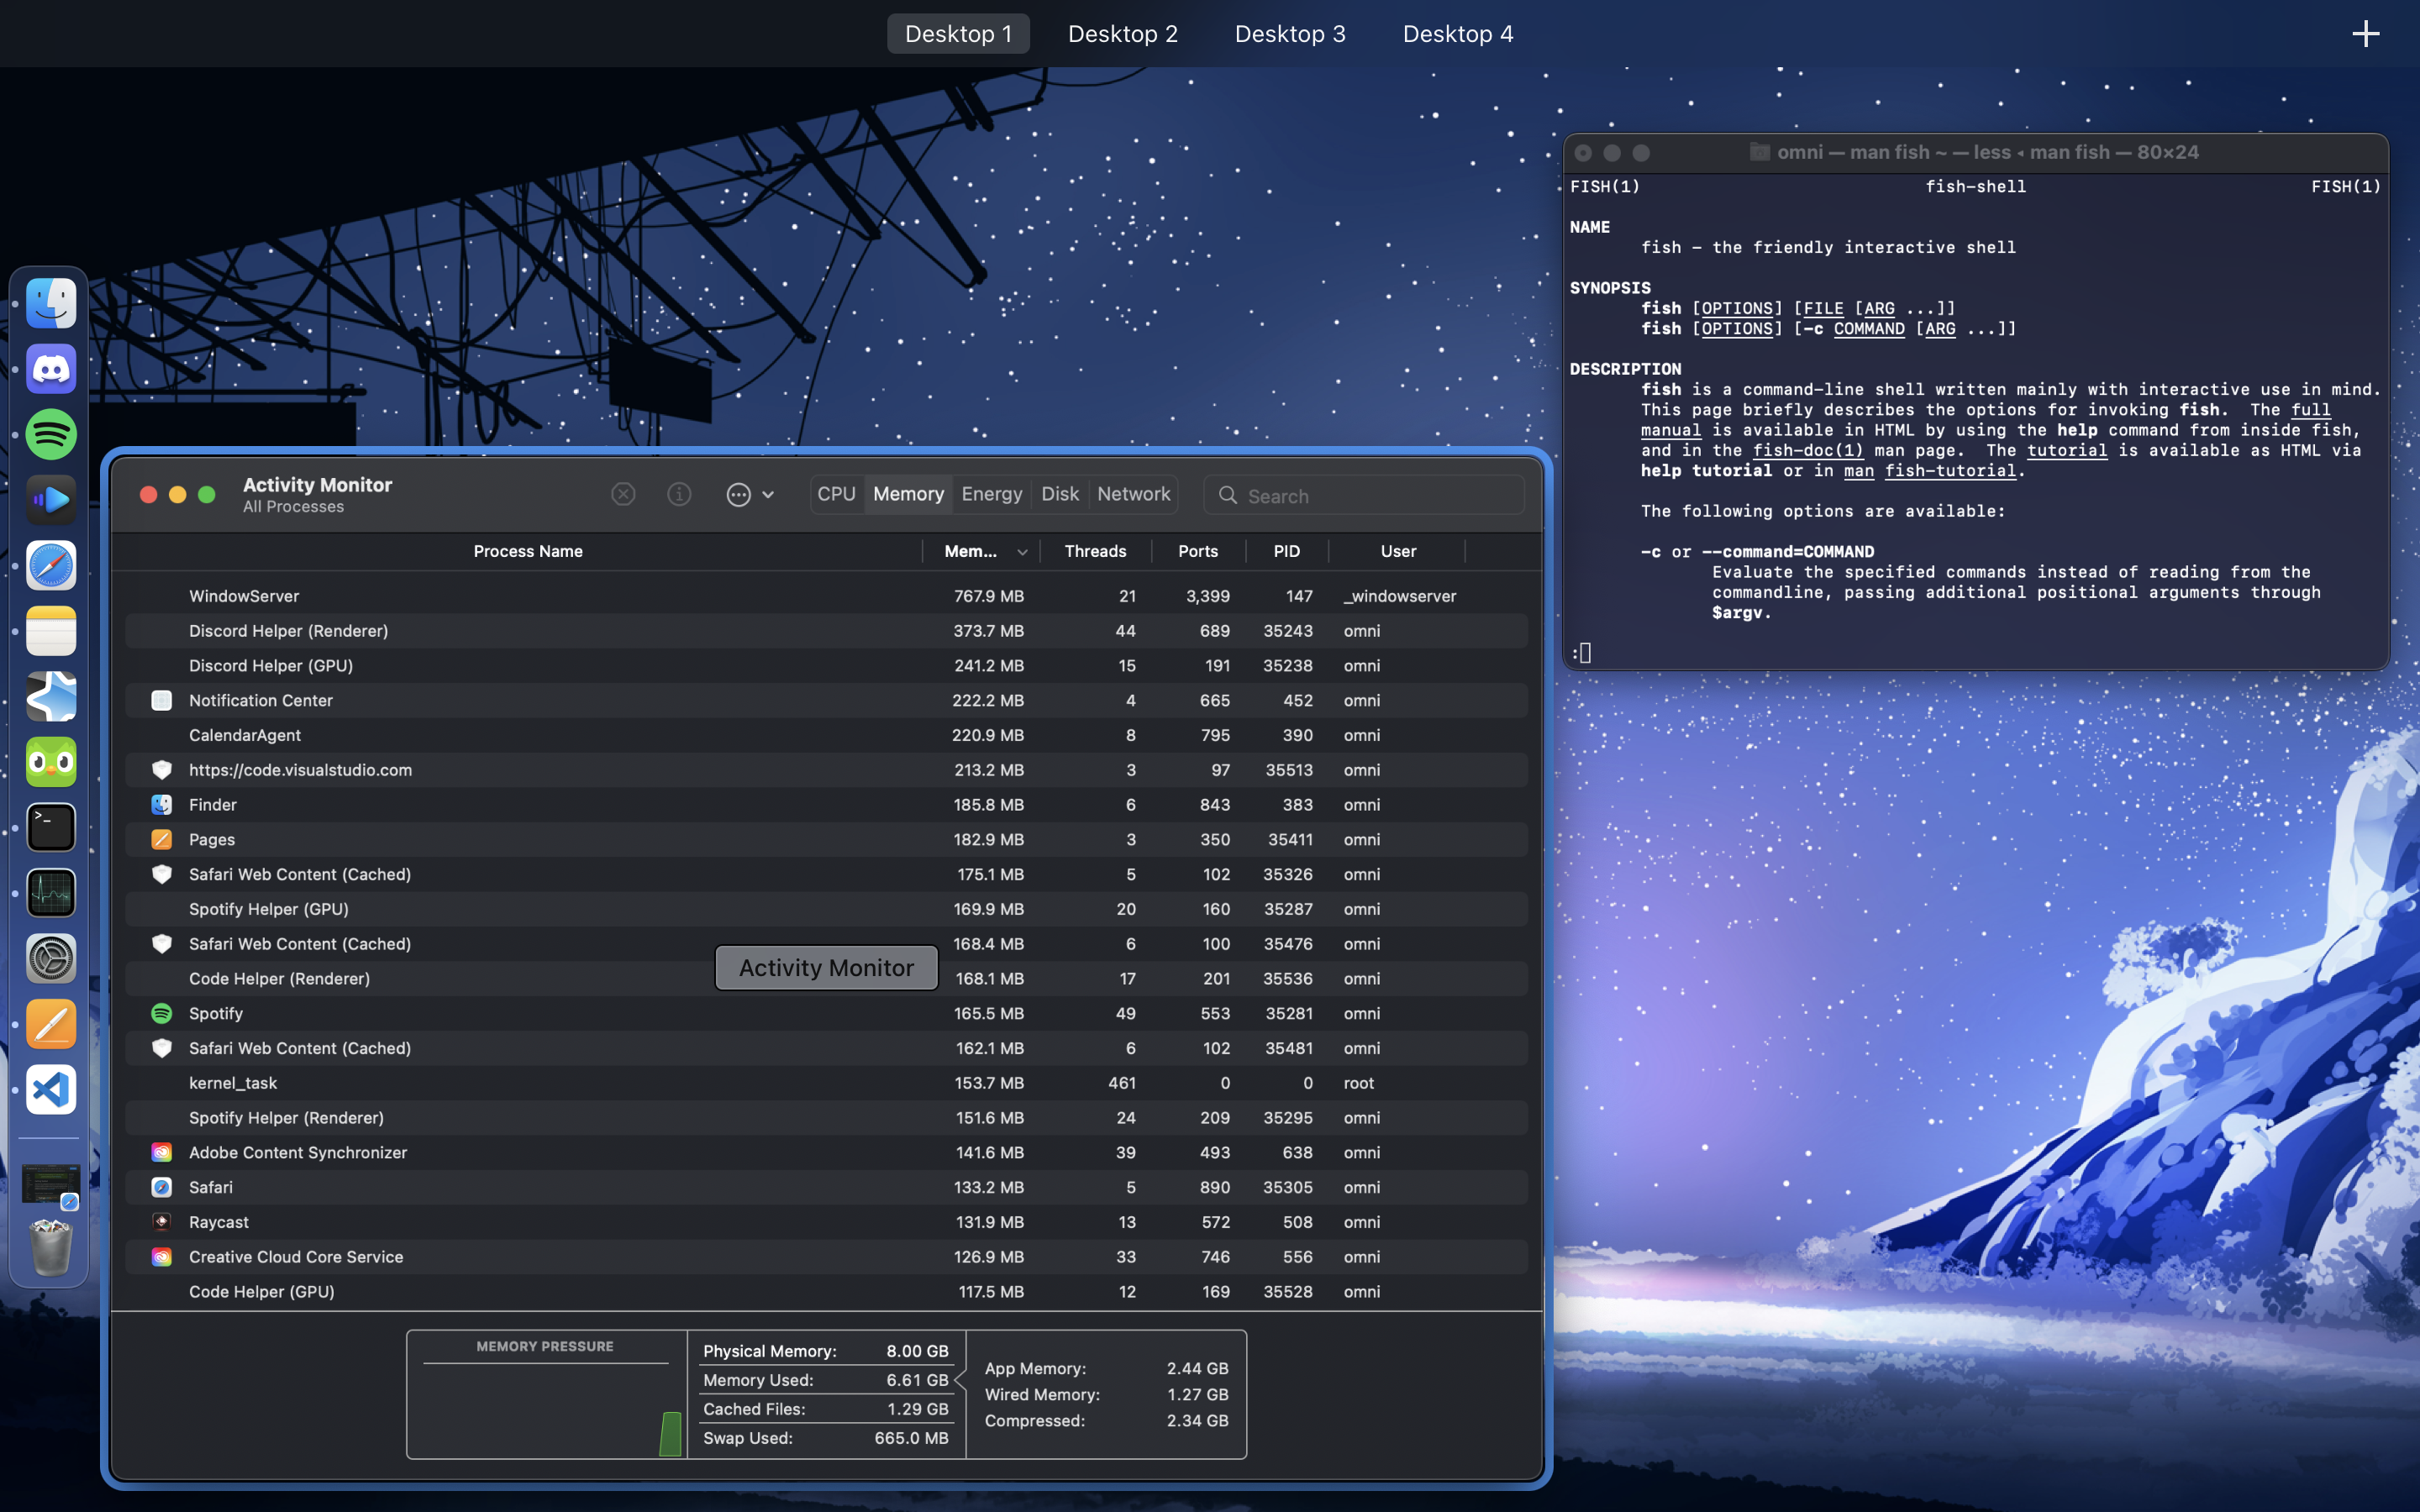 Desktop 1 Desktop 2 Desktop 3 Desktop 4
omni — man fish ~ — less ◂ man fish — 80×24
FISH(1) fish-shell FISH(1)
NAME
fish - the friendly interactive shell
SYNOPSIS
fish [OPTIONS] [FILE [ARG ...]]
fish [OPTIONS] [-c COMMAND [ARG ...]]
DESCRIPTION
fish is a command-line shell written mainly with interactive use in mind.
This page briefly describes the options for invoking fish. The full
manual is available in HTML by using the help command from inside fish,
and in the fish-doc(1) man page. The tutorial is available as HTML via
help tutorial or in man fish-tutorial.
The following options are available:
-c or --command=COMMAND
Evaluate the specified commands instead of reading from the
commandline, passing additional positional arguments through
$argv.
:
Activity Monitor
All Processes
CPU Memory Energy Disk Network
Search
Process Name Mem... Threads Ports PID User
WindowServer 767.9 MB 21 3,399 147 _windowserver
Discord Helper (Renderer) 373.7 MB 44 689 35243 omni
Discord Helper (GPU) 241.2 MB 15 191 35238 omni
Notification Center 222.2 MB 4 665 452 omni
CalendarAgent 220.9 MB 8 795 390 omni
https://code.visualstudio.com 213.2 MB 3 97 35513 omni
Finder 185.8 MB 6 843 383 omni
Pages 182.9 MB 3 350 35411 omni
Safari Web Content (Cached) 175.1 MB 5 102 35326 omni
Spotify Helper (GPU) 169.9 MB 20 160 35287 omni
Safari Web Content (Cached) 168.4 MB 6 100 35476 omni
Activity Monitor
Code Helper (Renderer) 168.1 MB 17 201 35536 omni
Spotify 165.5 MB 49 553 35281 omni
Safari Web Content (Cached) 162.1 MB 6 102 35481 omni
kernel_task 153.7 MB 461 0 0 root
Spotify Helper (Renderer) 151.6 MB 24 209 35295 omni
Adobe Content Synchronizer 141.6 MB 39 493 638 omni
Safari 133.2 MB 5 890 35305 omni
Raycast 131.9 MB 13 572 508 omni
Creative Cloud Core Service 126.9 MB 33 746 556 omni
Code Helper (GPU) 117.5 MB 12 169 35528 omni
MEMORY PRESSURE
Physical Memory: 8.00 GB
Memory Used: 6.61 GB
Cached Files: 1.29 GB
Swap Used: 665.0 MB
App Memory: 2.44 GB
Wired Memory: 1.27 GB
Compressed: 2.34 GB